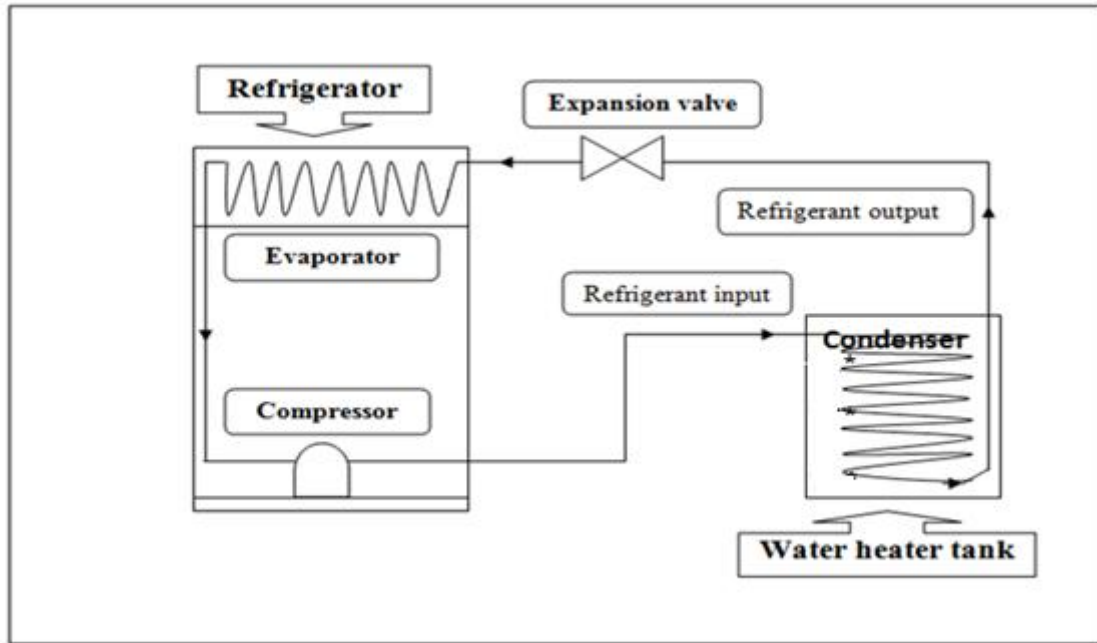 Refrigerator
Expansion valve
Refrigerant output
Evaporator
Refrigerant input
Condenser
Compressor
Water heater tank